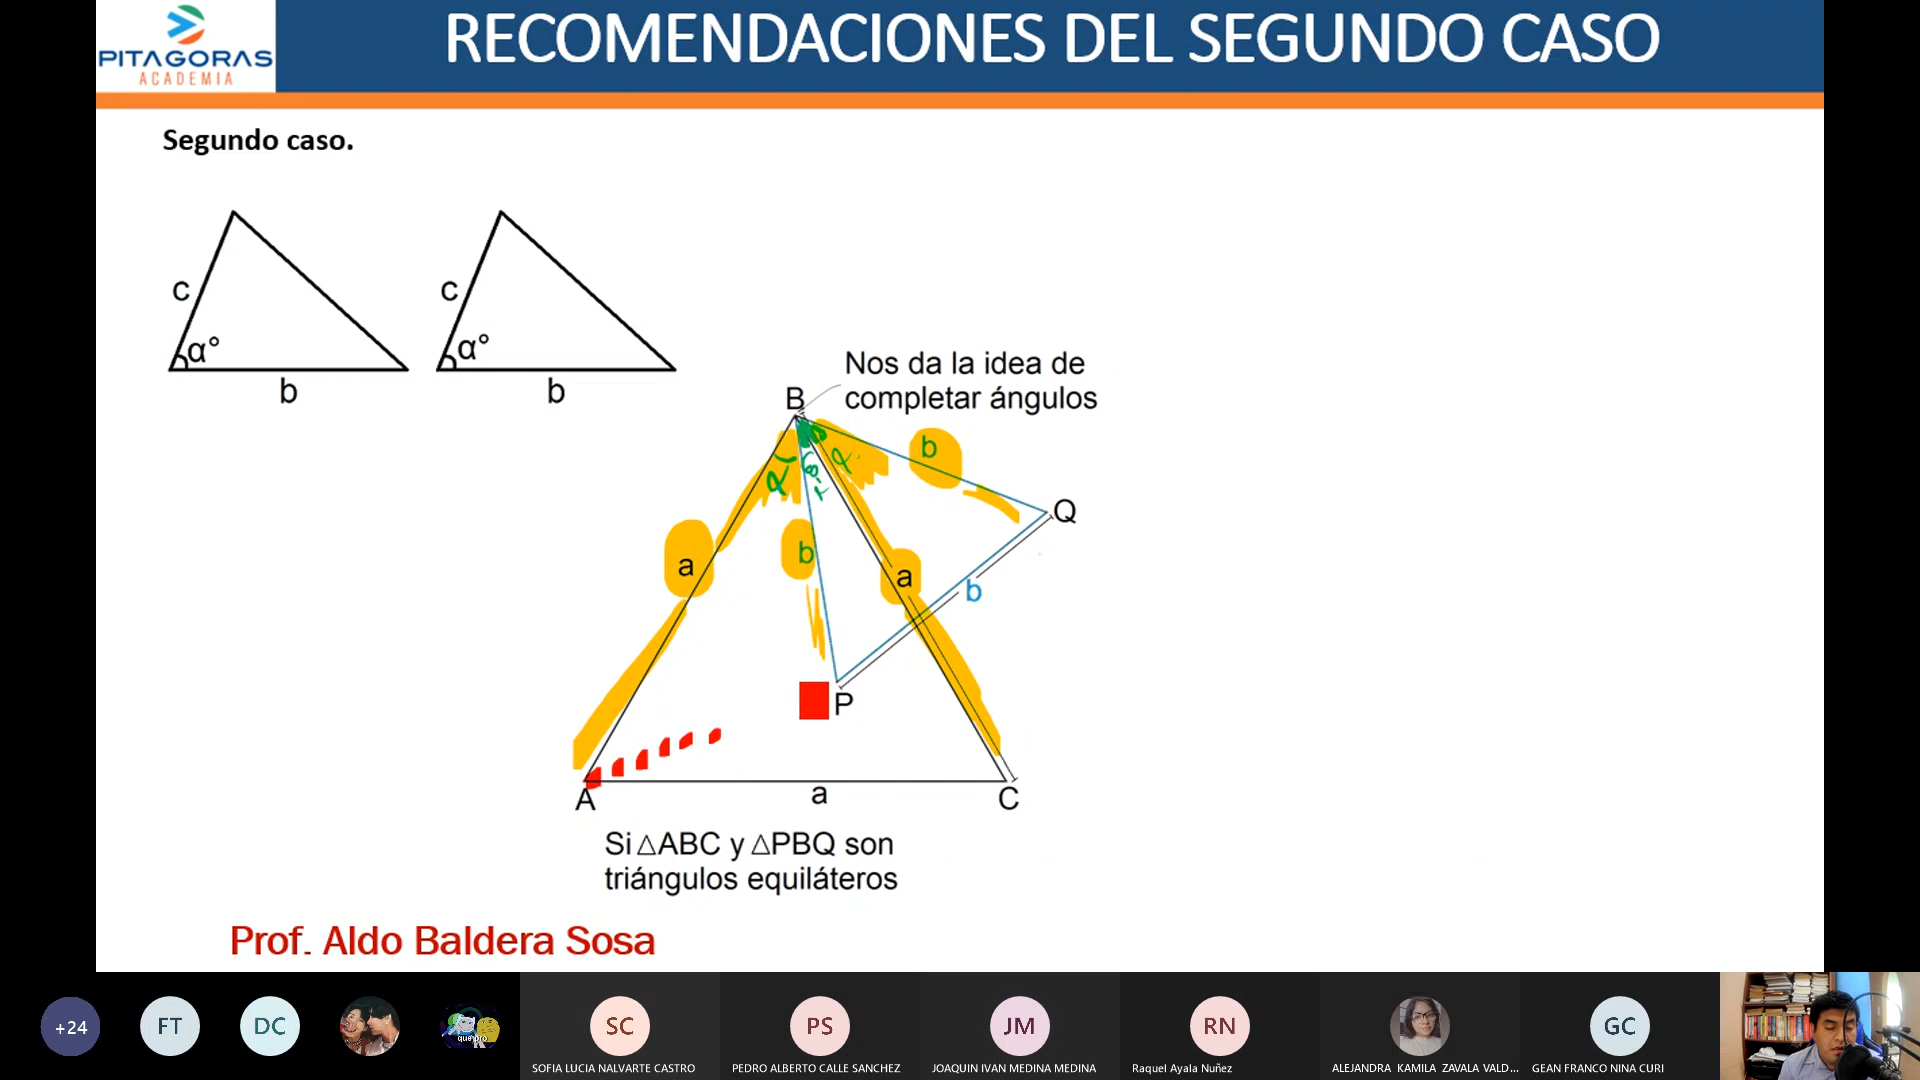 PITAGORAS
ACADEMIA
RECOMENDACIONES DEL SEGUNDO CASO
Segundo caso.
c
α°
b
c
α°
b
Nos da la idea de
completar ángulos
B
b
α
α
Q
a
b
a
b
P
A
a
C
Si △ABC y △PBQ son
triángulos equiláteros
Prof. Aldo Baldera Sosa
+24
FT
DC
que pro
SC
PS
JM
RN
GC
SOFIA LUCIA NALVARTE CASTRO
PEDRO ALBERTO CALLE SANCHEZ
JOAQUIN IVAN MEDINA MEDINA
Raquel Ayala Nuñez
ALEJANDRA KAMILA ZAVALA VALD...
GEAN FRANCO NINA CURI